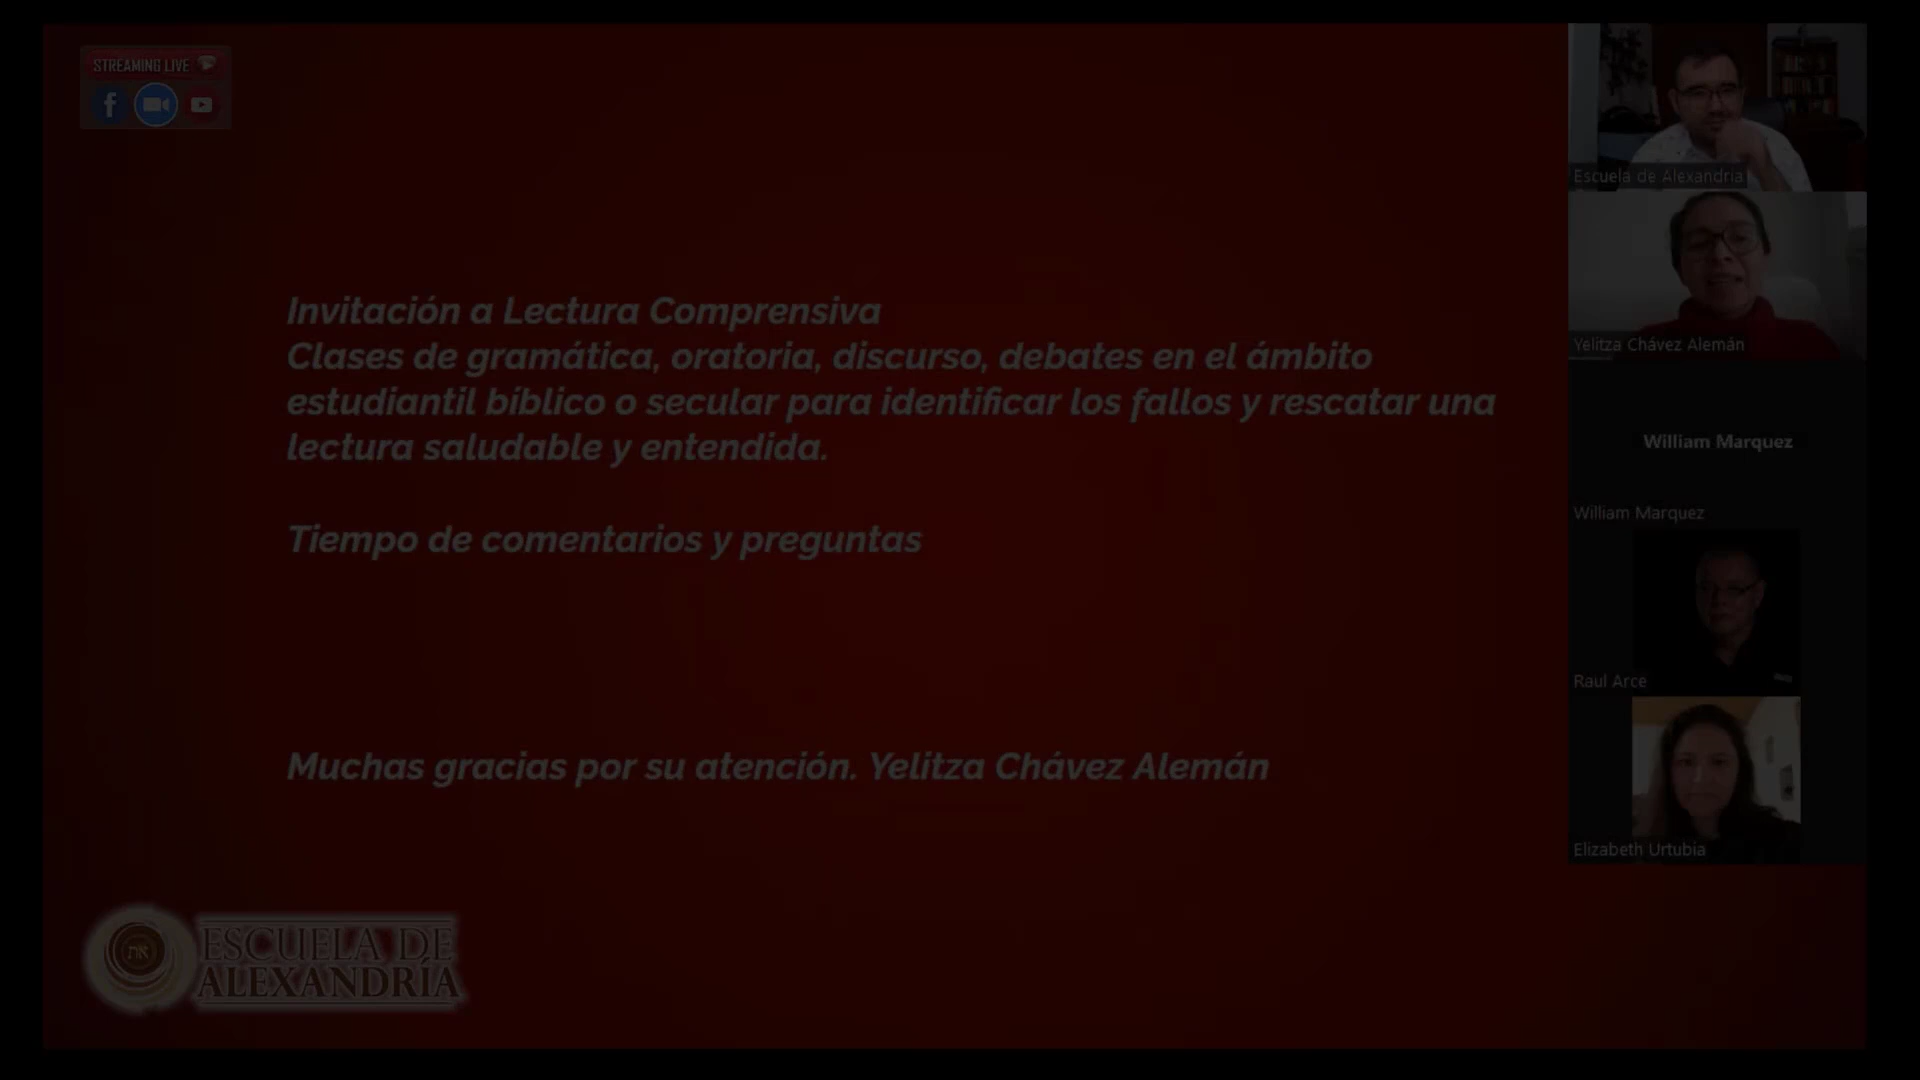 STREAMING LIVE
Invitación a Lectura Comprensiva
Clases de gramática, oratoria, discurso, debates en el ámbito
estudiantil bíblico o secular para identificar los fallos y rescatar una
lectura saludable y entendida.
Tiempo de comentarios y preguntas
Muchas gracias por su atención. Yelitza Chávez Alemán
את
ESCUELA DE
ALEXANDRÍA
Escuela de Alexandria
Yelitza Chávez Alemán
William Marquez
William Marquez
Raul Arce
Elizabeth Urtubia